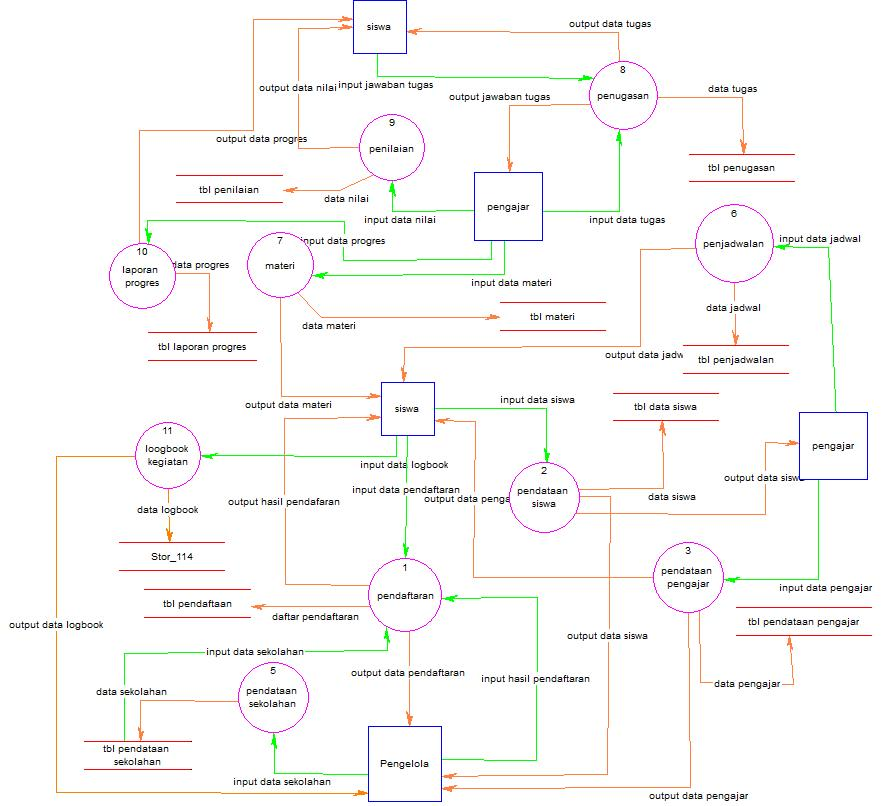 siswa
output data tugas
8
penugasan
output data nilai
input jawaban tugas
data tugas
output jawaban tugas
9
penilaian
output data progres
tbl penugasan
tbl penilaian
data nilai
pengajar
input data nilai
input data tugas
6
penjadwalan
input data jadwal
10
laporan
progres
data progres
7
materi
input data progres
input data materi
data jadwal
data materi
tbl materi
tbl laporan progres
output data jadw
tbl penjadwalan
output data materi
siswa
input data siswa
tbl data siswa
11
loogbook
kegiatan
pengajar
input data logbook
2
pendataan
siswa
output data siswa
input data pendaftaran
output hasil pendafaran
output data penga
data siswa
data logbook
Stor_114
3
pendataan
pengajar
1
pendaftaran
input data pengajar
tbl pendaftaan
daftar pendaftaran
tbl pendataan pengajar
output data logbook
output data siswa
input data sekolahan
5
pendataan
sekolahan
output data pendaftaran
input hasil pendaftaran
data pengajar
data sekolahan
tbl pendataan
sekolahan
Pengelola
input data sekolahan
output data pengajar